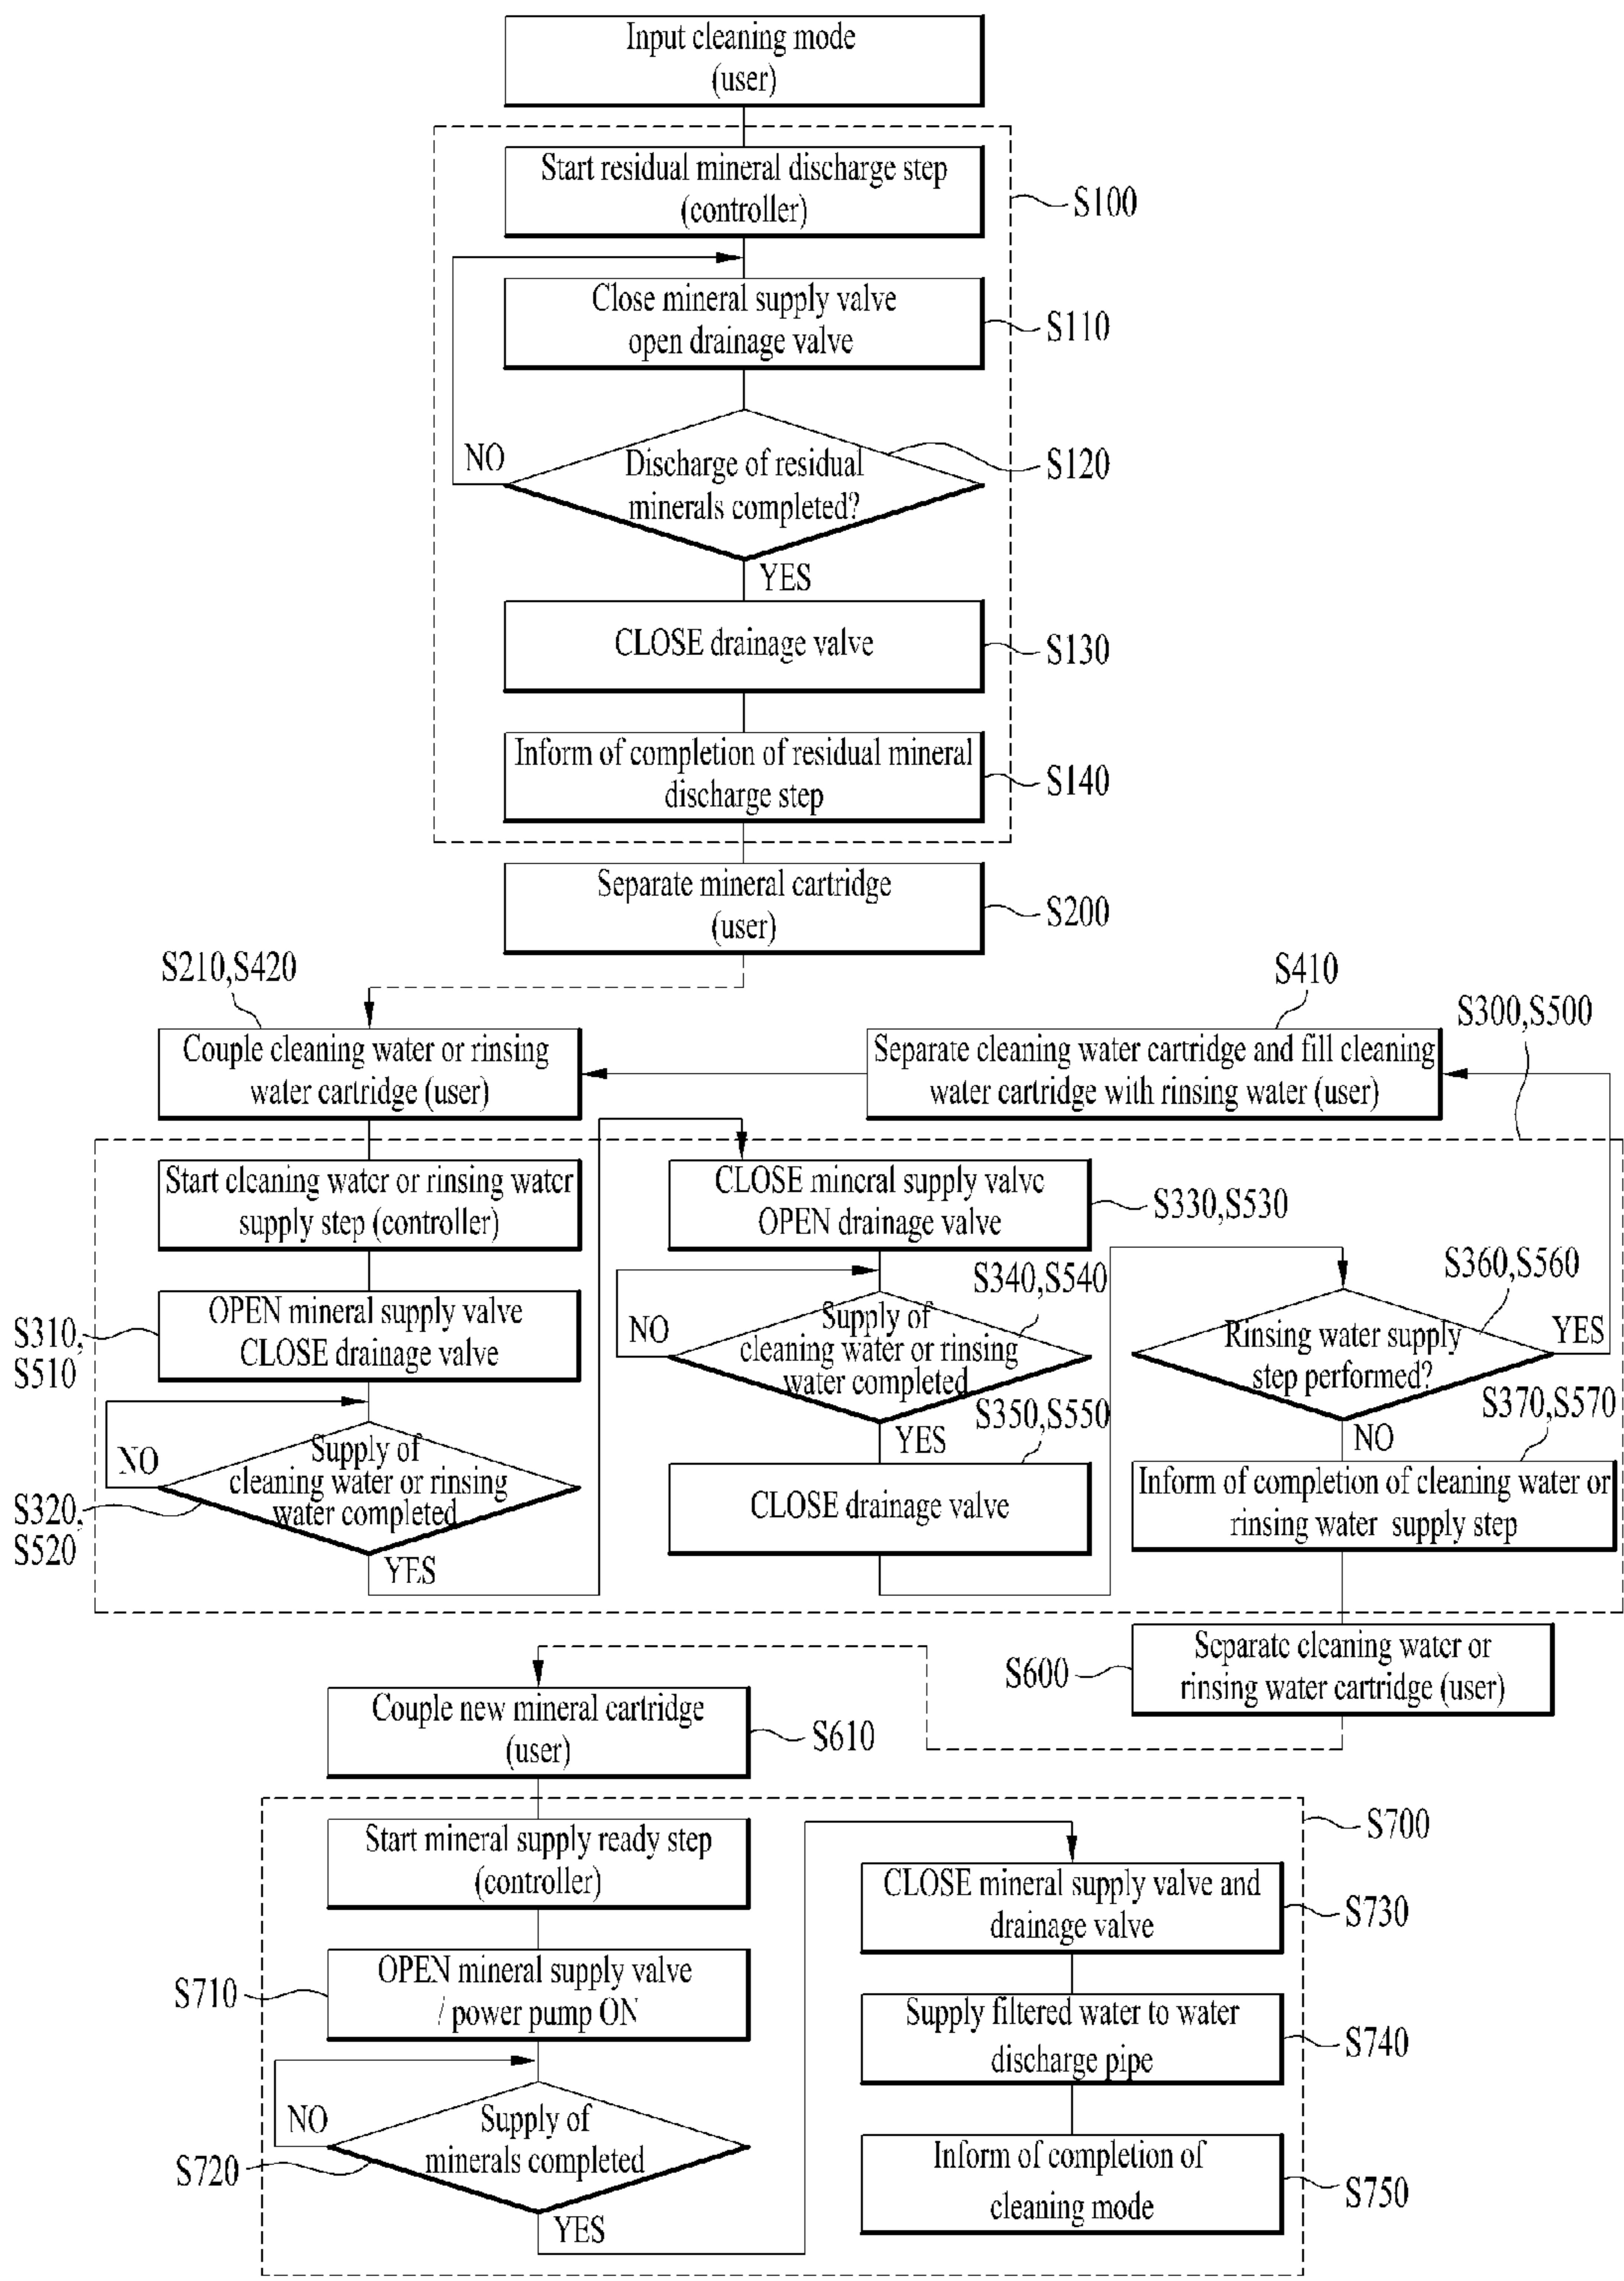 Input cleaning mode
(user)
Start residual mineral discharge step
(controller)
S100
Close mineral supply valve
open drainage valve
S110
NO
Discharge of residual
minerals completed?
S120
YES
CLOSE drainage valve
S130
Inform of completion of residual mineral
discharge step
S140
Separate mineral cartridge
(user)
S200
S210,S420
Couple cleaning water or rinsing
water cartridge (user)
S410
Separate cleaning water cartridge and fill cleaning
water cartridge with rinsing water (user)
S300,S500
Start cleaning water or rinsing water
supply step (controller)
OPEN mineral supply valve
CLOSE drainage valve
S310,
S510
NO
Supply of
cleaning water or rinsing
water completed
S320,
S520
YES
CLOSE mineral supply valve
OPEN drainage valve
S330,S530
S340,S540
NO
Supply of
cleaning water or rinsing
water completed
YES
S350,S550
CLOSE drainage valve
S360,S560
Rinsing water supply
step performed?
YES
NO
S370,S570
Inform of completion of cleaning water or
rinsing water supply step
S600
Separate cleaning water or
rinsing water cartridge (user)
Couple new mineral cartridge
(user)
S610
S700
Start mineral supply ready step
(controller)
S710
OPEN mineral supply valve
/ power pump ON
NO
Supply of
minerals completed
S720
YES
CLOSE mineral supply valve and
drainage valve
S730
Supply filtered water to water
discharge pipe
S740
Inform of completion of
cleaning mode
S750